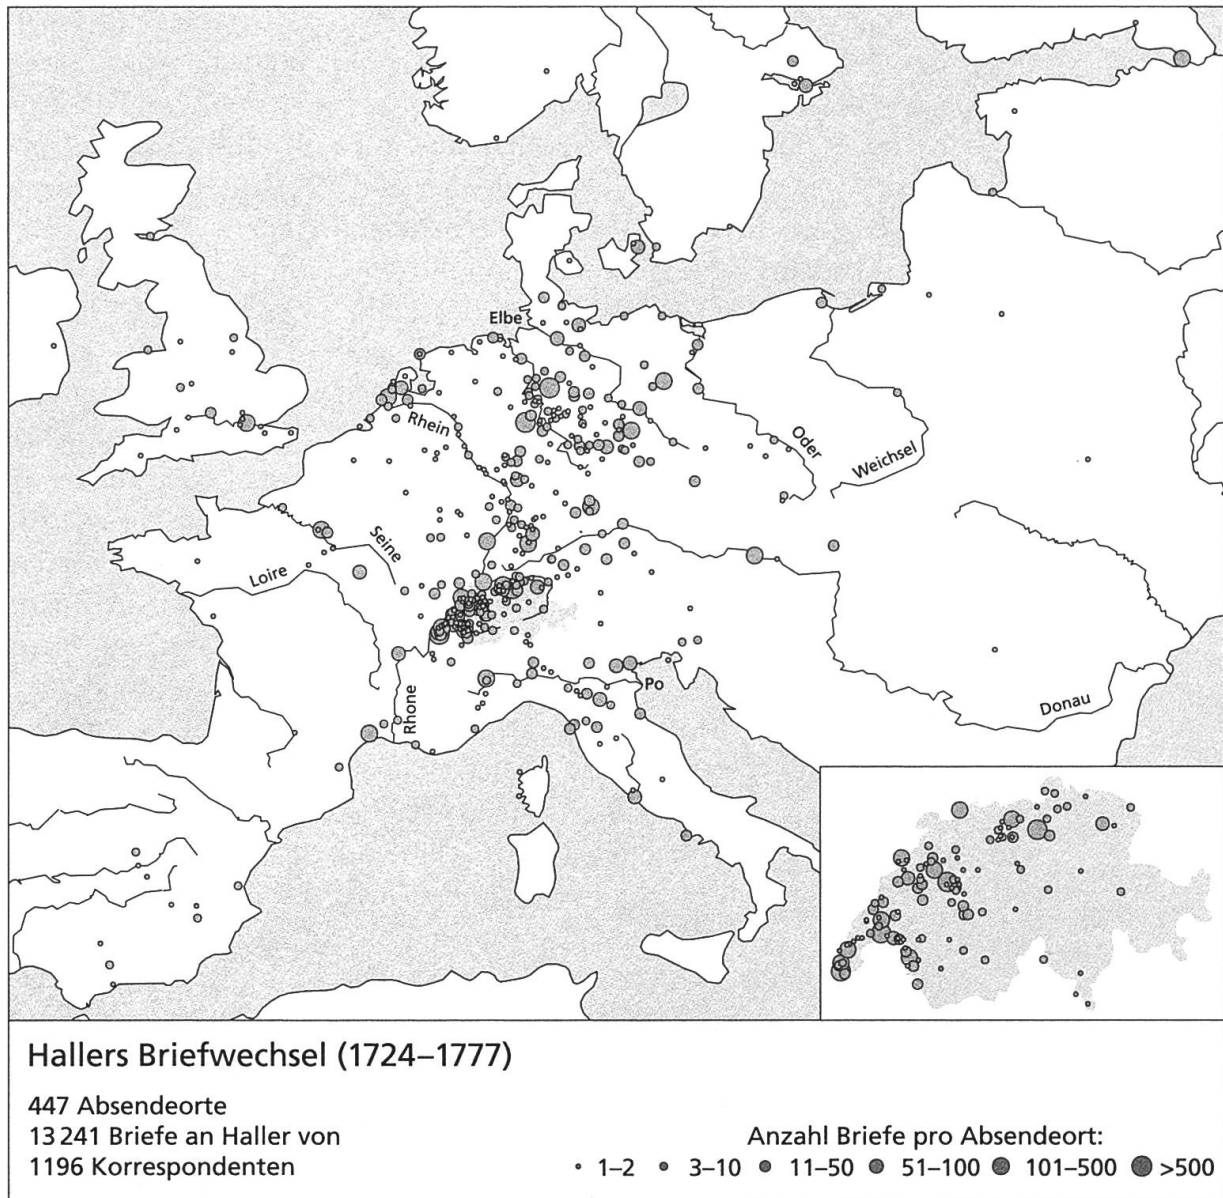 Elbe
Rhein
Oder
Weichsel
Seine
Loire
Rhone
Po
Donau
Hallers Briefwechsel (1724–1777)
447 Absendeorte
13 241 Briefe an Haller von
1196 Korrespondenten
Anzahl Briefe pro Absendeort:
1–2 3–10 11–50 51–100 101–500 >500